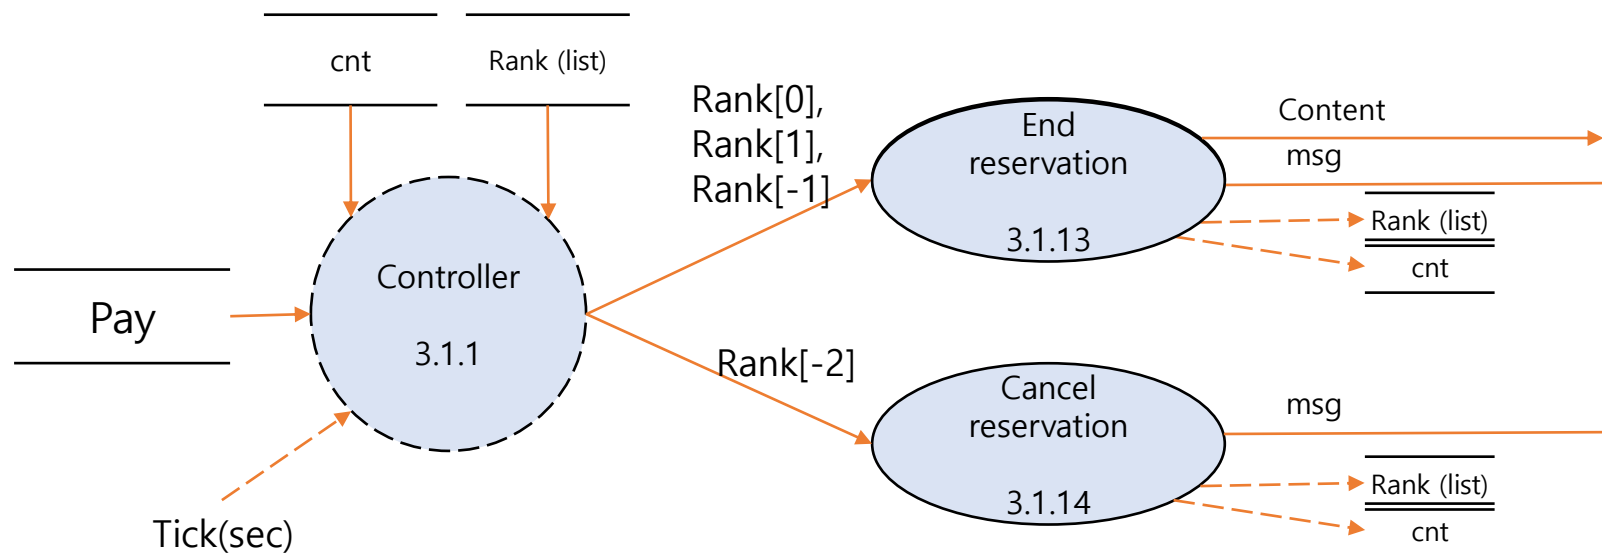 cnt
Rank (list)
Rank[0],
Rank[1],
Rank[-1]
End
reservation
3.1.13
Content
msg
Rank (list)
cnt
Pay
Controller
3.1.1
Tick(sec)
Rank[-2]
Cancel
reservation
3.1.14
msg
Rank (list)
cnt